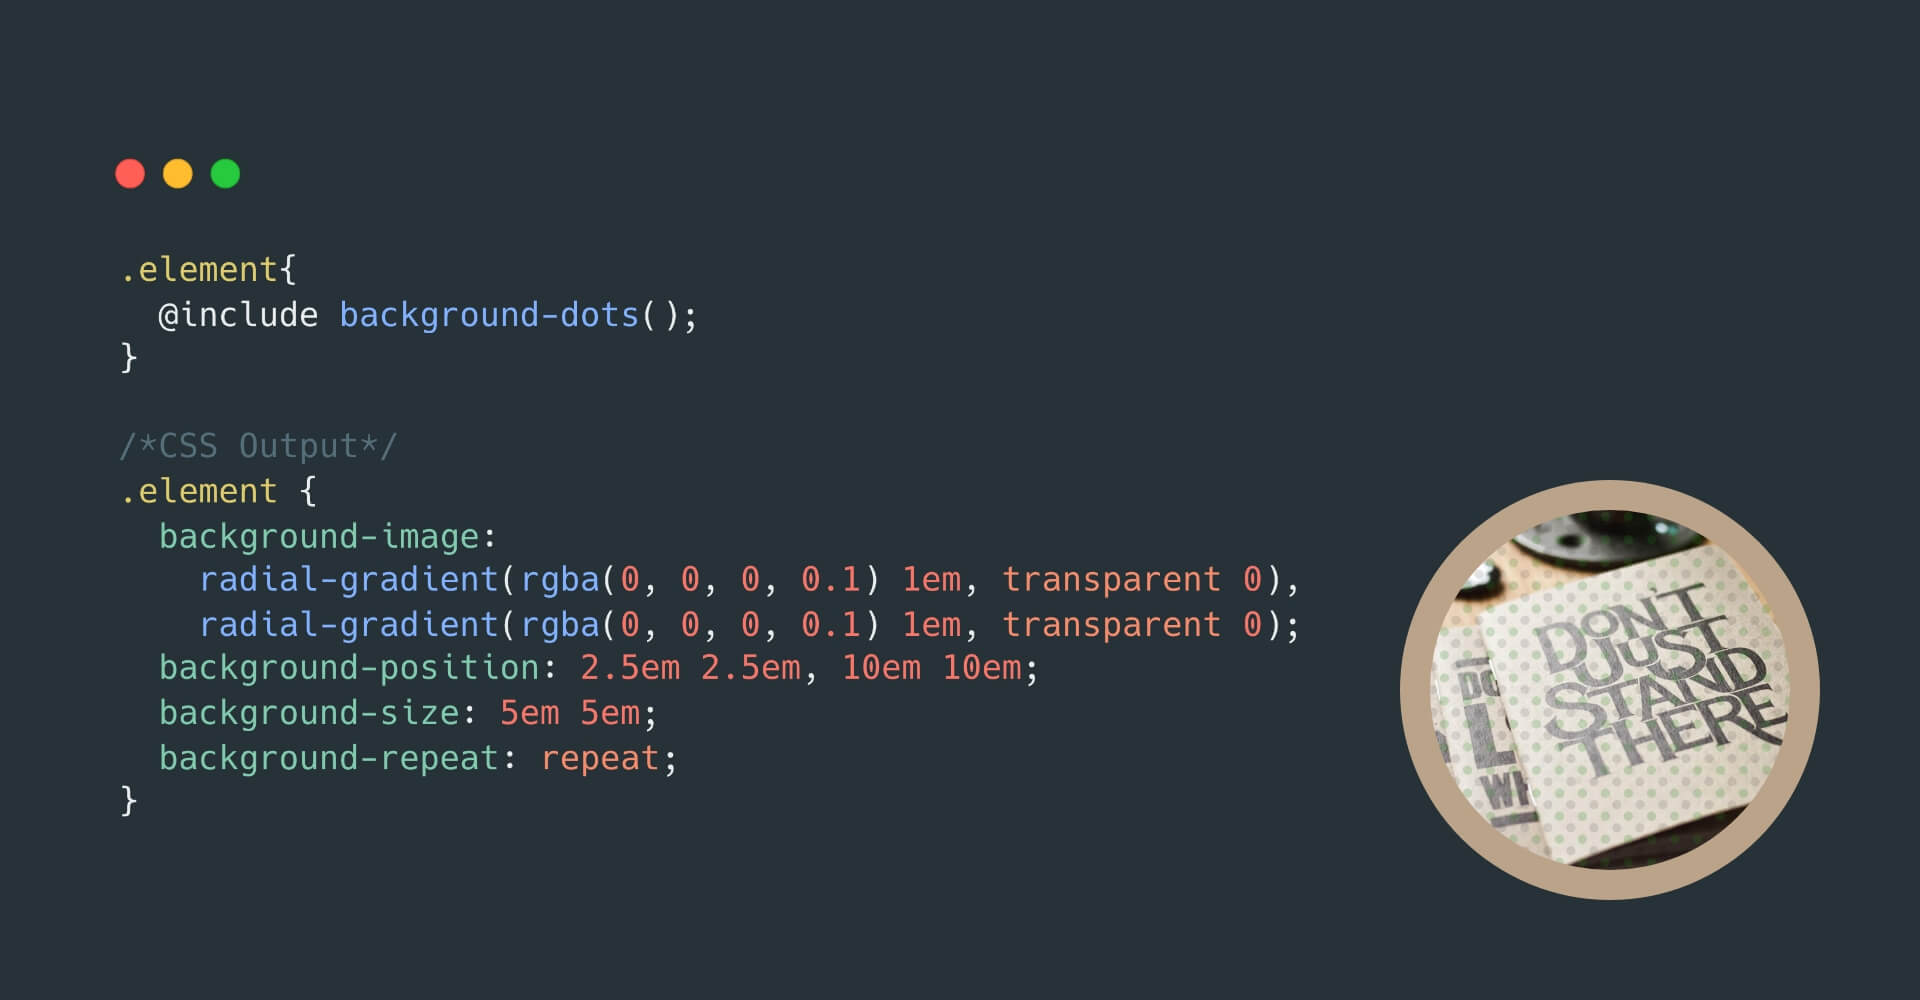 .element{
  @include background-dots();
}
/*CSS Output*/
.element {
  background-image:
    radial-gradient(rgba(0, 0, 0, 0.1) 1em, transparent 0),
    radial-gradient(rgba(0, 0, 0, 0.1) 1em, transparent 0);
  background-position: 2.5em 2.5em, 10em 10em;
  background-size: 5em 5em;
  background-repeat: repeat;
}
DON'T
JUST
STAND
THERE